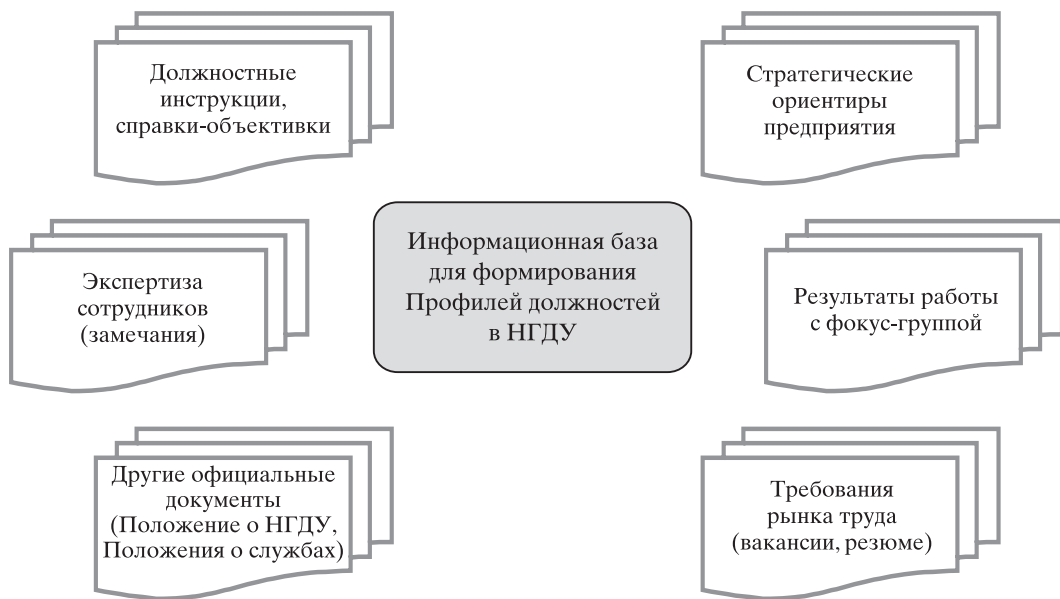 Должностные
инструкции,
справки-объективки
Стратегические
ориентиры
предприятия
Экспертиза
сотрудников
(замечания)
Информационная база
для формирования
Профилей должностей
в НГДУ
Результаты работы
с фокус-группой
Другие официальные
документы
(Положение о НГДУ,
Положения о службах)
Требования
рынка труда
(вакансии, резюме)